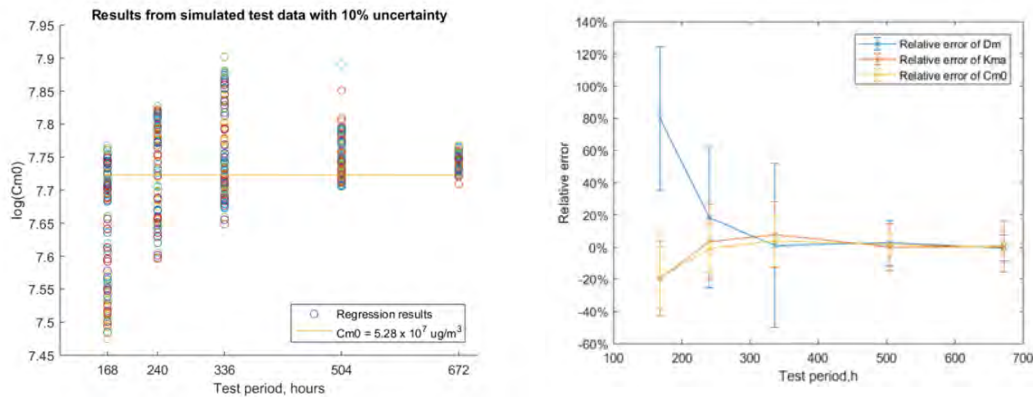 Results from simulated test data with 10% uncertainty
7.95
7.9
7.85
7.8
7.75
7.7
7.65
7.6
7.55
7.5
7.45
log(Cm0)
168 240 336 504 672
Test period, hours
Regression results
Cm0 = 5.28 x 10^7 ug/m^3
140%
120%
100%
80%
60%
40%
20%
0%
-20%
-40%
-60%
Relative error
100 200 300 400 500 600 700
Test period,h
Relative error of Dm
Relative error of Kma
Relative error of Cm0